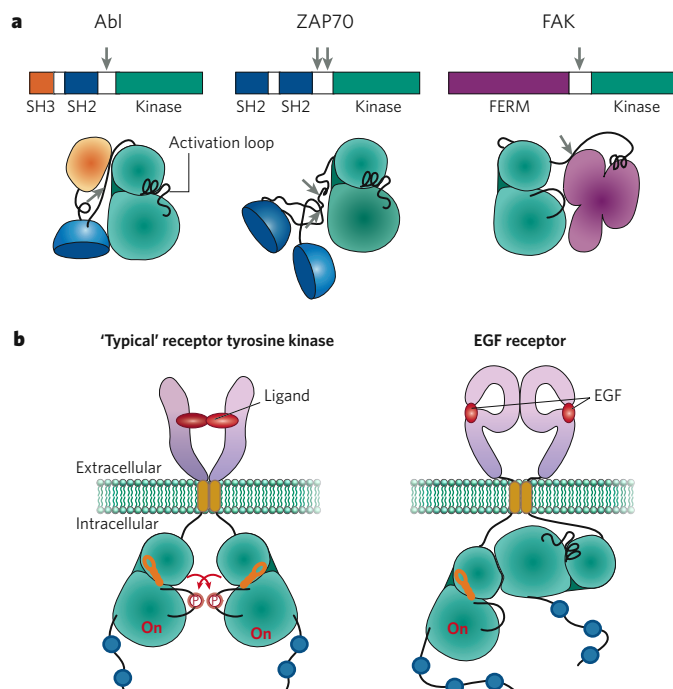 a
Abl ZAP70 FAK
SH3 SH2 Kinase SH2 SH2 Kinase FERM Kinase
Activation loop
b
‘Typical’ receptor tyrosine kinase EGF receptor
Ligand EGF
Extracellular
Intracellular
P P
On On On